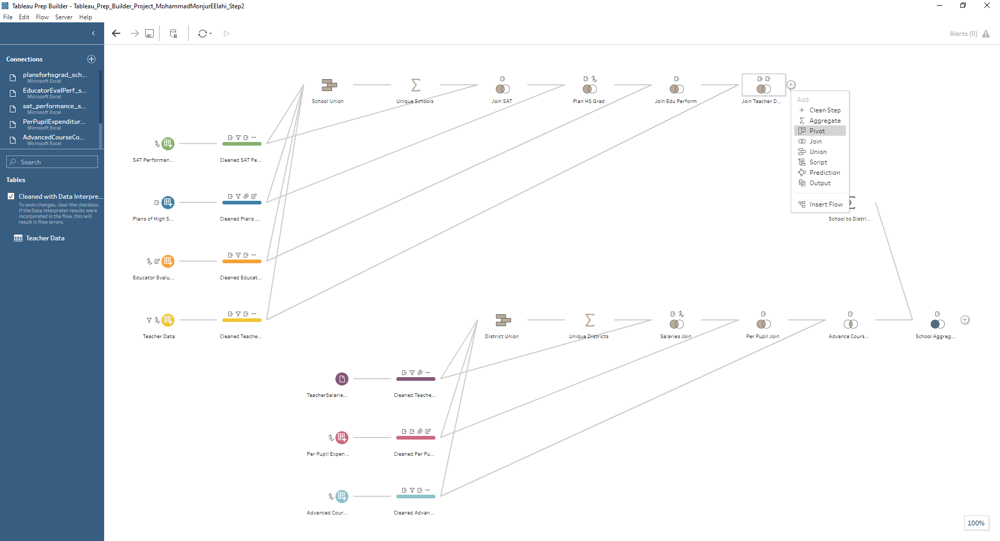 Tableau Prep Builder - Tableau_Prep_Builder_Project_MohammadMonjurEElahi_Step2
File Edit Flow Server Help
Alerts (0)
Connections
plansforhsgrad_sch...
Microsoft Excel
EducatorEvalPerf_s...
Microsoft Excel
sat_performance_s...
Microsoft Excel
PerPupilExpenditur...
Microsoft Excel
AdvancedCourseCo...
Microsoft Excel
Search
Tables
Cleaned with Data Interpre...
To undo changes, clear the checkbox.
If the Data Interpreter results were
incorporated in the flow, this will
result in flow errors.
Teacher Data
School Union
Unique Schools
Join SAT
Plan HS Grad
Join Edu Perform
Join Teacher D...
Add:
Clean Step
Aggregate
Pivot
Join
Union
Script
Prediction
Output
Insert Flow
SAT Performan...
Cleaned SAT Pe...
Plans of High S...
Cleaned Plans ...
School to Distri...
Educator Evalu...
Cleaned Educat...
Teacher Data
Cleaned Teache...
District Union
Unique Districts
Salaries Join
Per Pupil Join
Advance Cours...
School Aggreg...
TeacherSalarie...
Cleaned Teache...
Per Pupil Expen...
Cleaned Per Pu...
Advanced Cour...
Cleaned Advan...
100%